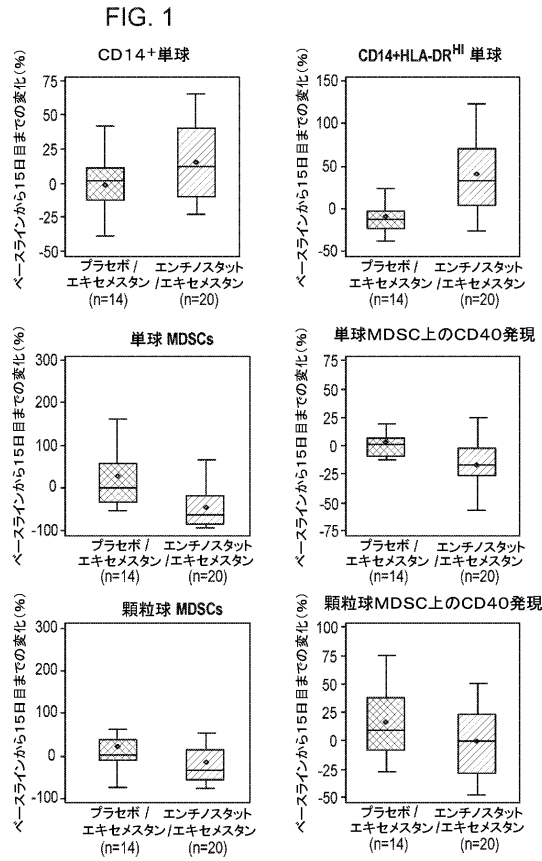 FIG. 1
CD14+単球
ベースラインから15日目までの変化(%)
75
50
25
0
-25
-50
プラセボ/
エキセメスタン
(n=14)
エンチノスタット
/エキセメスタン
(n=20)
CD14+HLA-DRHI 単球
ベースラインから15日目までの変化(%)
150
100
50
0
-50
プラセボ/
エキセメスタン
(n=14)
エンチノスタット
/エキセメスタン
(n=20)
単球 MDSCs
ベースラインから15日目までの変化(%)
300
200
100
0
-100
プラセボ/
エキセメスタン
(n=14)
エンチノスタット
/エキセメスタン
(n=20)
単球MDSC上のCD40発現
ベースラインから15日目までの変化(%)
75
50
25
0
-25
-50
-75
プラセボ/
エキセメスタン
(n=14)
エンチノスタット
/エキセメスタン
(n=20)
顆粒球 MDSCs
ベースラインから15日目までの変化(%)
300
200
100
0
-100
プラセボ/
エキセメスタン
(n=14)
エンチノスタット
/エキセメスタン
(n=20)
顆粒球MDSC上のCD40発現
ベースラインから15日目までの変化(%)
100
75
50
25
0
-25
-50
プラセボ/
エキセメスタン
(n=14)
エンチノスタット
/エキセメスタン
(n=20)